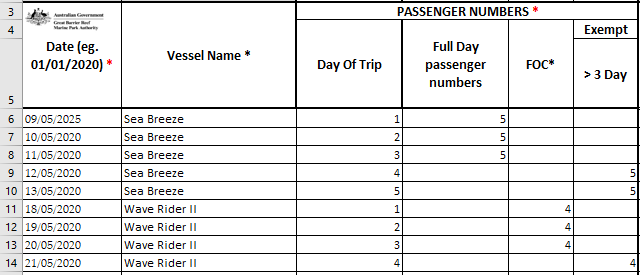 3 Australian Government PASSENGER NUMBERS *
Great Barrier Reef
Marine Park Authority
4 Exempt
Date (eg.
01/01/2020) *
Vessel Name *
Day Of Trip
Full Day
passenger
numbers
FOC*
> 3 Day
5
6 09/05/2025 Sea Breeze 1 5
7 10/05/2020 Sea Breeze 2 5
8 11/05/2020 Sea Breeze 3 5
9 12/05/2020 Sea Breeze 4 5
10 13/05/2020 Sea Breeze 5 5
11 18/05/2020 Wave Rider II 1 4
12 19/05/2020 Wave Rider II 2 4
13 20/05/2020 Wave Rider II 3 4
14 21/05/2020 Wave Rider II 4 4